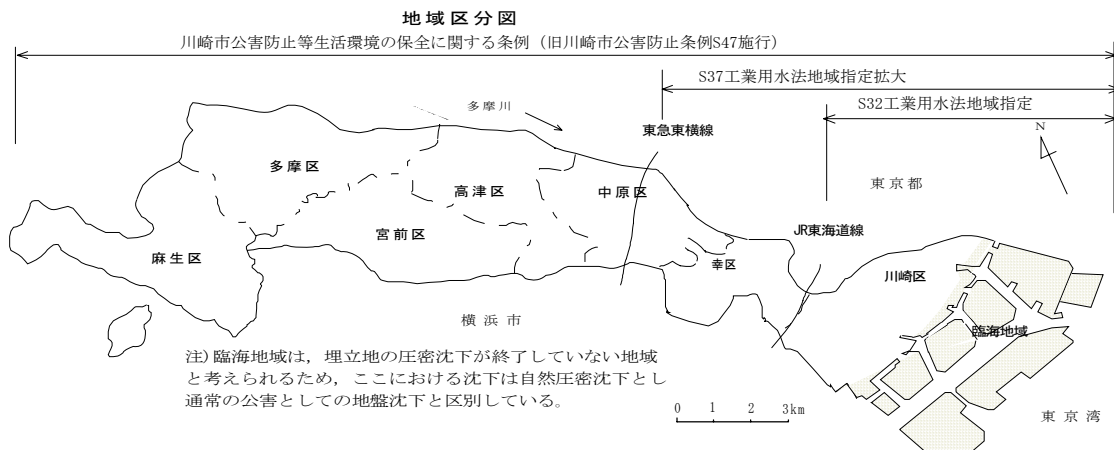 地域区分図
川崎市公害防止等生活環境の保全に関する条例（旧川崎市公害防止条例S47施行）
S37工業用水法地域指定拡大
S32工業用水法地域指定
多摩川
東急東横線
N
多摩区
高津区
中原区
東京都
宮前区
JR東海道線
麻生区
幸区
川崎区
横浜市
臨海地域
注）臨海地域は，埋立地の圧密沈下が終了していない地域
と考えられるため，ここにおける沈下は自然圧密沈下とし
通常の公害としての地盤沈下と区別している。
0 1 2 3km
東京湾